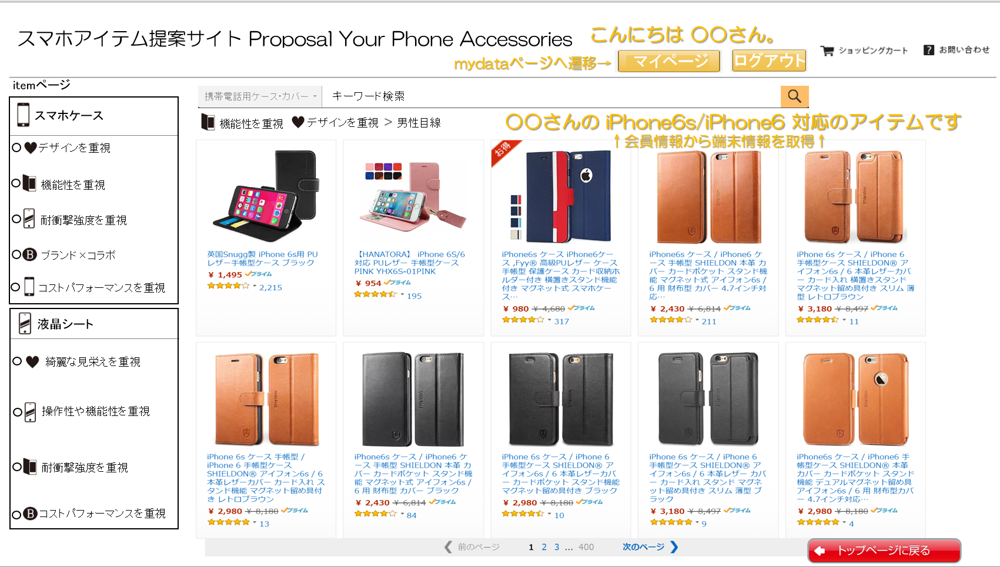 スマホアイテム提案サイト Proposal Your Phone Accessories
こんにちは 〇〇さん。
mydataページへ遷移→
マイページ
ログアウト
ショッピングカート
? お問い合わせ
itemページ
スマホケース
デザインを重視
機能性を重視
耐衝撃強度を重視
B ブランド×コラボ
コストパフォーマンスを重視
液晶シート
綺麗な見栄えを重視
操作性や機能性を重視
耐衝撃強度を重視
B コストパフォーマンスを重視
携帯電話用ケース・カバー
キーワード検索
機能性を重視 デザインを重視 > 男性目線
〇〇さんの iPhone6s/iPhone6 対応のアイテムです
↑会員情報から端末情報を取得↑
英国Snugg製 iPhone 6s用 PU
レザー手帳型ケース ブラック
¥ 1,495 プライム
2,215
【HANATORA】 iPhone 6S/6
対応 PUレザー 手帳型ケース
PINK YHX6S-01PINK
¥ 954 プライム
195
お得
iPhone6s ケース iPhone6ケー
ス ,Fyy® 高級PUレザー ケース
手帳型 保護ケース カード収納ホ
ルダー付き 横置きスタンド機能
付き マグネット式 スマホケー
ス…
¥ 980 ¥ 4,680 プライム
317
iPhone6s ケース / iPhone6 ケ
ース 手帳型 SHIELDON 本革 カ
バー カードポケット スタンド機
能 マグネット式 アイフォン6s /
6 用 財布型 カバー 4.7インチ対
応…
¥ 2,430 ¥ 6,814 プライム
211
Shieldon
iPhone 6s ケース / iPhone 6
手帳型ケース SHIELDON® ア
イフォン6s / 6 本革レザーカバ
ー カード入れ 横置きスタンド
マグネット留め具付き スリム 薄
型 レトロブラウン
¥ 3,180 ¥ 8,497 プライム
11
Shieldon
iPhone 6s ケース 手帳型 /
iPhone 6 手帳型ケース
SHIELDON® アイフォン6s / 6
本革レザーカバー カード入れ ス
タンド機能 マグネット留め具付
き レトロブラウン
¥ 2,980 ¥ 8,180 プライム
13
Shieldon
iPhone6s ケース / iPhone6 ケ
ース 手帳型 SHIELDON 本革 カ
バー カードポケット スタンド機
能 マグネット式 アイフォン6s /
6 用 財布型 カバー ブラック
¥ 2,430 ¥ 6,814 プライム
84
Shieldon
iPhone 6s ケース / iPhone 6
手帳型ケース SHIELDON® ア
イフォン6s / 6 本革レザーカバ
ー カードポケット スタンド機能
マグネット留め具付き ブラック
¥ 2,980 ¥ 8,180 プライム
10
Shieldon
iPhone 6s ケース / iPhone 6
手帳型ケース SHIELDON® ア
イフォン6s / 6 本革レザー カバ
ー カード入れ スタンド マグネ
ット留め具付き スリム 薄型 ブ
ラック
¥ 3,180 ¥ 8,497 プライム
9
Shieldon
iPhone6s ケース / iPhone6 手
帳型ケース SHIELDON® 本革
カバー カードポケット スタンド
機能 デュアルマグネット留め具
アイフォン6s / 6 用 財布型カバ
ー 4.7インチ対応…
¥ 2,980 ¥ 8,180 プライム
4
前のページ 1 2 3 ... 400 次のページ
トップページに戻る